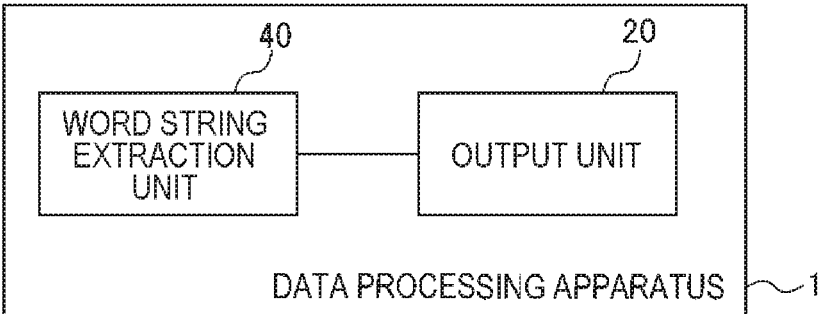 40
20
WORD STRING
EXTRACTION
UNIT
OUTPUT UNIT
DATA PROCESSING APPARATUS
1